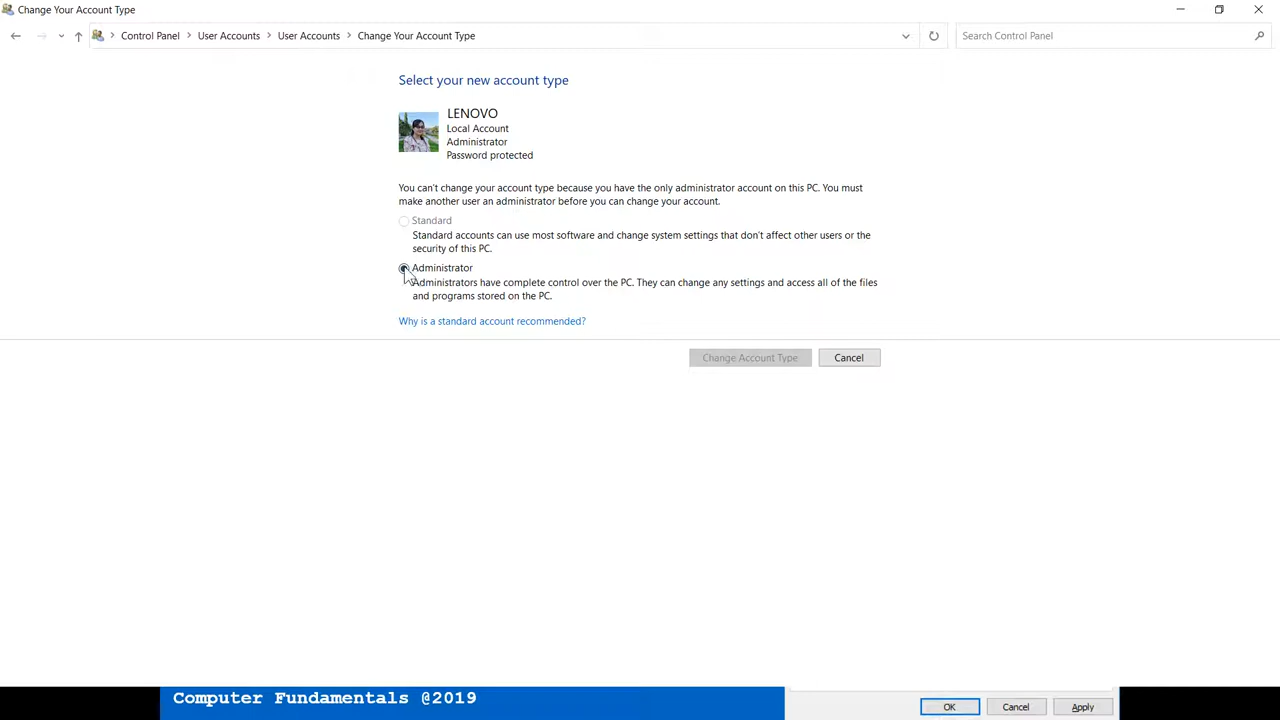 Change Your Account Type
Control Panel > User Accounts > User Accounts > Change Your Account Type
Search Control Panel
Select your new account type
LENOVO
Local Account
Administrator
Password protected
You can't change your account type because you have the only administrator account on this PC. You must
make another user an administrator before you can change your account.
Standard
Standard accounts can use most software and change system settings that don't affect other users or the
security of this PC.
Administrator
Administrators have complete control over the PC. They can change any settings and access all of the files
and programs stored on the PC.
Why is a standard account recommended?
Change Account Type Cancel
Computer Fundamentals @2019
OK Cancel Apply